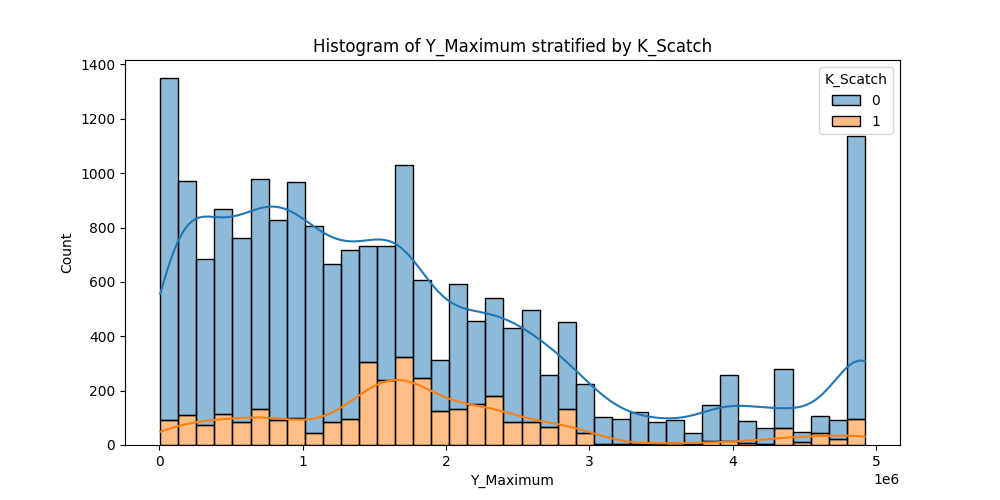 Histogram of Y_Maximum stratified by K_Scatch
K_Scatch
0
1
Count
1400
1200
1000
800
600
400
200
0
0 1 2 3 4 5
1e6
Y_Maximum